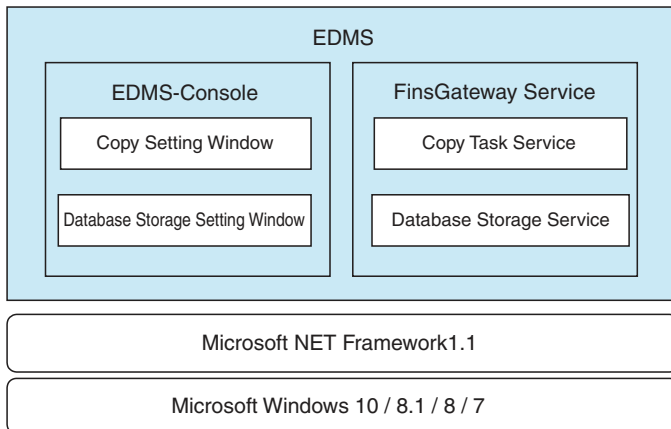 EDMS
EDMS-Console
Copy Setting Window
Database Storage Setting Window
FinsGateway Service
Copy Task Service
Database Storage Service
Microsoft NET Framework1.1
Microsoft Windows 10 / 8.1 / 8 / 7